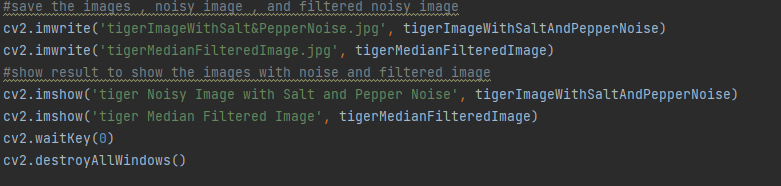 #save the images , noisy image , and filtered noisy image
cv2.imwrite('tigerImageWithSalt&PepperNoise.jpg', tigerImageWithSaltAndPepperNoise)
cv2.imwrite('tigerMedianFilteredImage.jpg', tigerMedianFilteredImage)
#show result to show the images with noise and filtered image
cv2.imshow('tiger Noisy Image with Salt and Pepper Noise', tigerImageWithSaltAndPepperNoise)
cv2.imshow('tiger Median Filtered Image', tigerMedianFilteredImage)
cv2.waitKey(0)
cv2.destroyAllWindows()